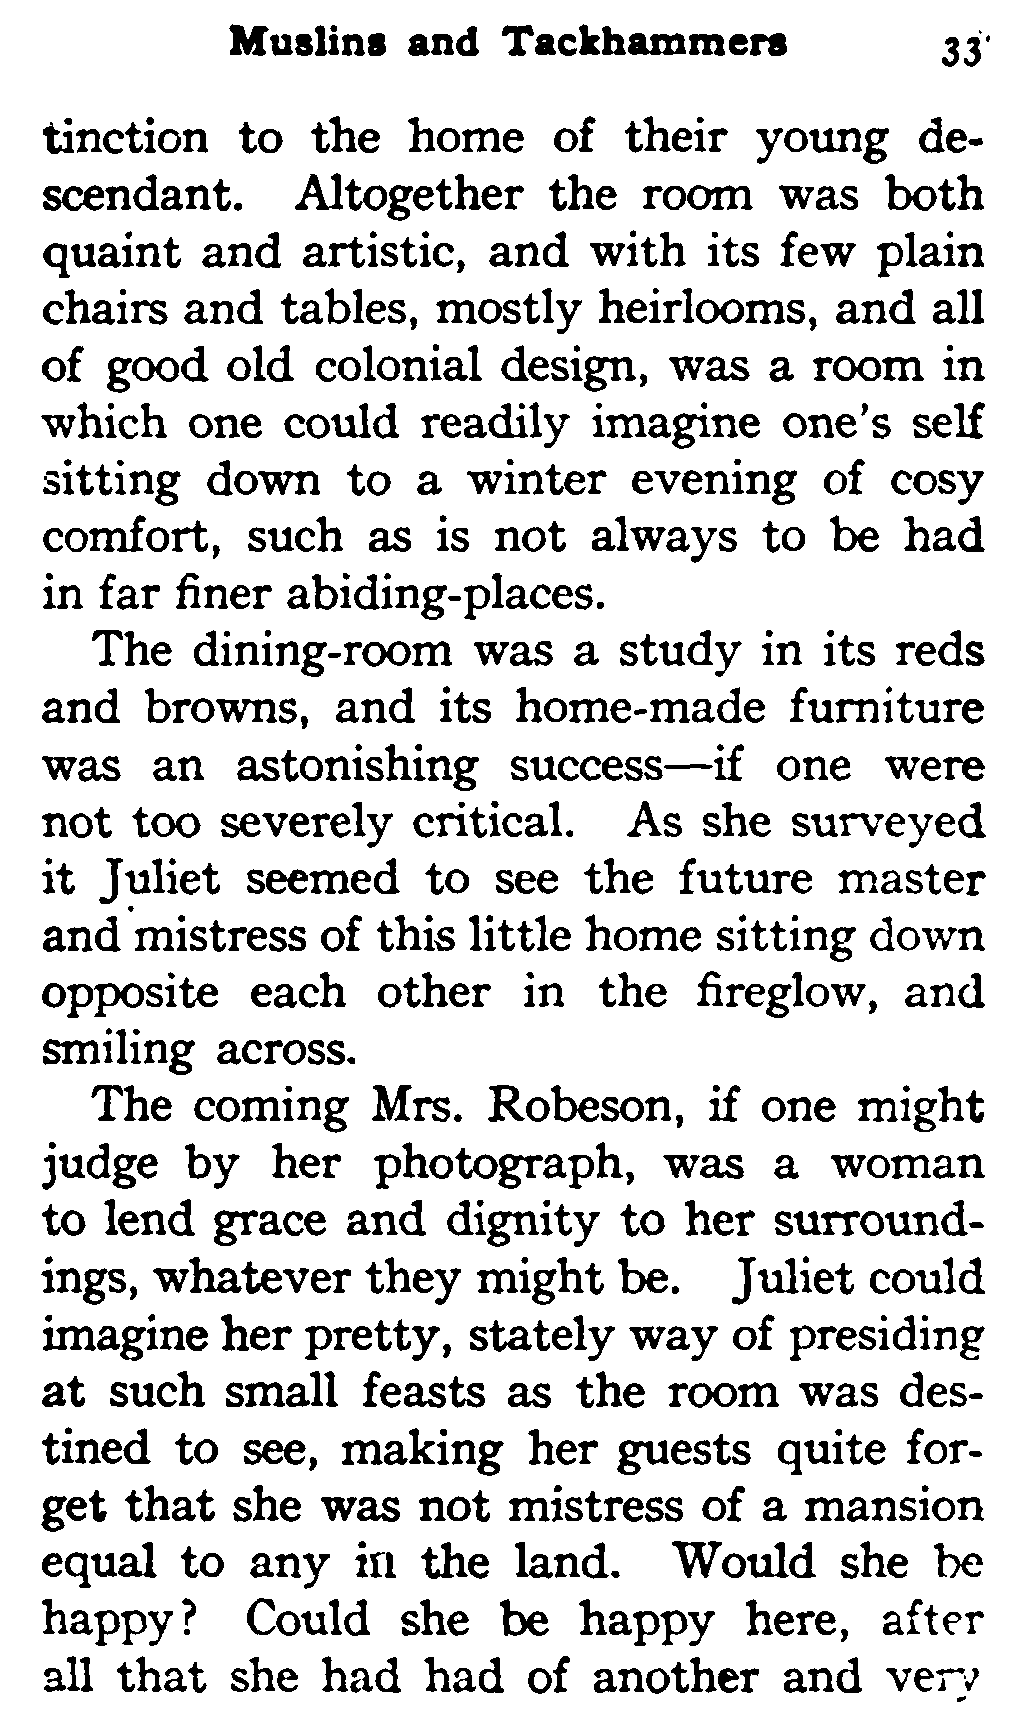 Muslins and Tackhammers 33
tinction to the home of their young de-
scendant. Altogether the room was both
quaint and artistic, and with its few plain
chairs and tables, mostly heirlooms, and all
of good old colonial design, was a room in
which one could readily imagine one's self
sitting down to a winter evening of cosy
comfort, such as is not always to be had
in far finer abiding-places.
The dining-room was a study in its reds
and browns, and its home-made furniture
was an astonishing success—if one were
not too severely critical. As she surveyed
it Juliet seemed to see the future master
and mistress of this little home sitting down
opposite each other in the fireglow, and
smiling across.
The coming Mrs. Robeson, if one might
judge by her photograph, was a woman
to lend grace and dignity to her surround-
ings, whatever they might be. Juliet could
imagine her pretty, stately way of presiding
at such small feasts as the room was des-
tined to see, making her guests quite for-
get that she was not mistress of a mansion
equal to any in the land. Would she be
happy? Could she be happy here, after
all that she had had of another and very